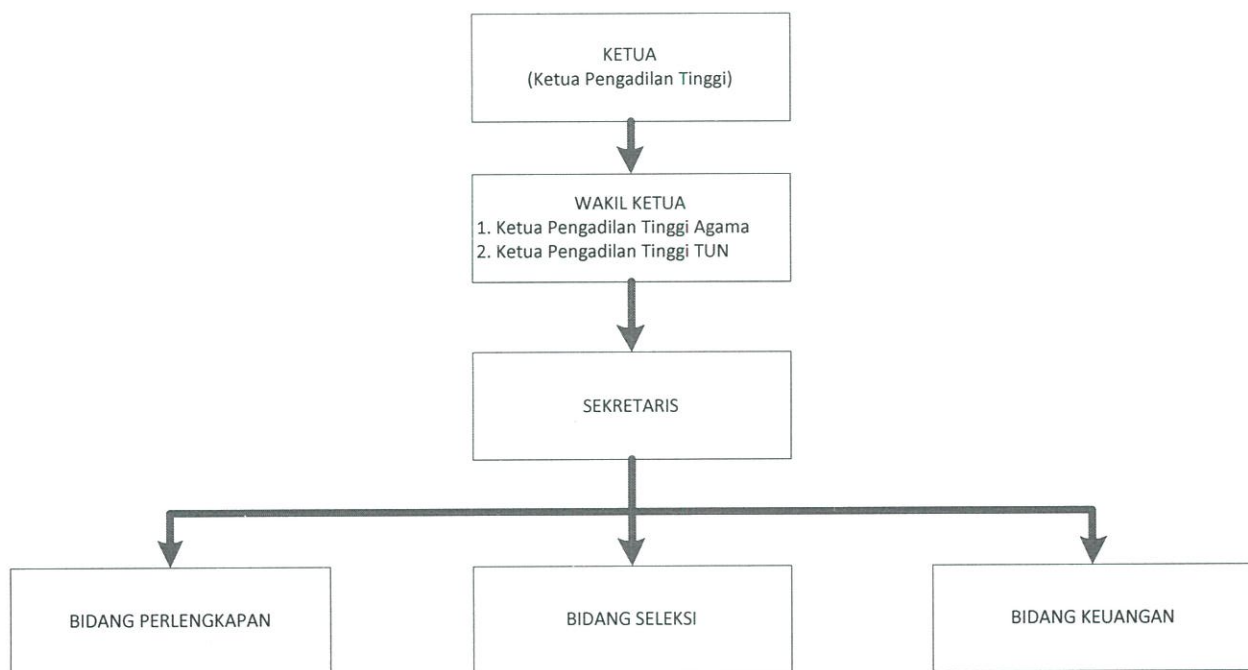 KETUA
(Ketua Pengadilan Tinggi)
WAKIL KETUA
1. Ketua Pengadilan Tinggi Agama
2. Ketua Pengadilan Tinggi TUN
SEKRETARIS
BIDANG PERLENGKAPAN
BIDANG SELEKSI
BIDANG KEUANGAN